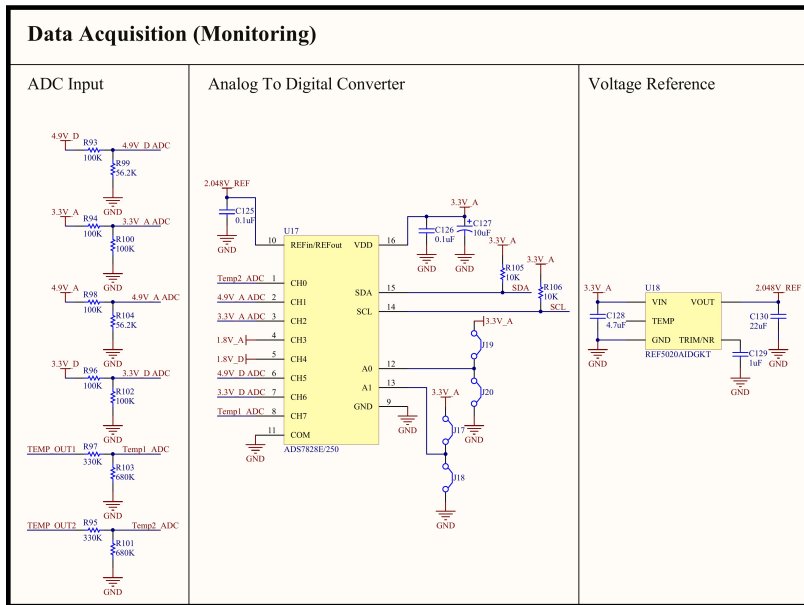 Data Acquisition (Monitoring)
ADC Input
4.9V_D
R93
100K
4.9V_D ADC
R99
56.2K
GND
3.3V_A
R94
100K
3.3V_A ADC
R100
100K
GND
4.9V_A
R98
100K
4.9V_A ADC
R104
56.2K
GND
3.3V_D
R96
100K
3.3V_D ADC
R102
100K
GND
TEMP_OUT1
R97
330K
Temp1_ADC
R103
680K
GND
TEMP_OUT2
R95
330K
Temp2_ADC
R101
680K
GND
Analog To Digital Converter
2.048V_REF
C125
0.1uF
GND
U17
10 REFin/REFout VDD 16
Temp2_ADC 1 CH0
4.9V_A ADC 2 CH1
3.3V_A ADC 3 CH2
1.8V_A 4 CH3
1.8V_D 5 CH4
4.9V_D ADC 6 CH5
3.3V_D ADC 7 CH6
Temp1_ADC 8 CH7
11 COM
GND
ADS7828E/250
SDA 15
SCL 14
A0 12
A1 13
GND 9
GND
3.3V_A
C126
0.1uF
GND
+
C127
10uF
GND
3.3V_A
R105
10K
SDA
3.3V_A
R106
10K
SCL
3.3V_A
J19
J20
GND
3.3V_A
J17
J18
GND
Voltage Reference
3.3V_A
C128
4.7uF
GND
U18
VIN VOUT
TEMP
GND TRIM/NR
REF5020AIDGKT
2.048V_REF
C130
22uF
GND
C129
1uF
GND